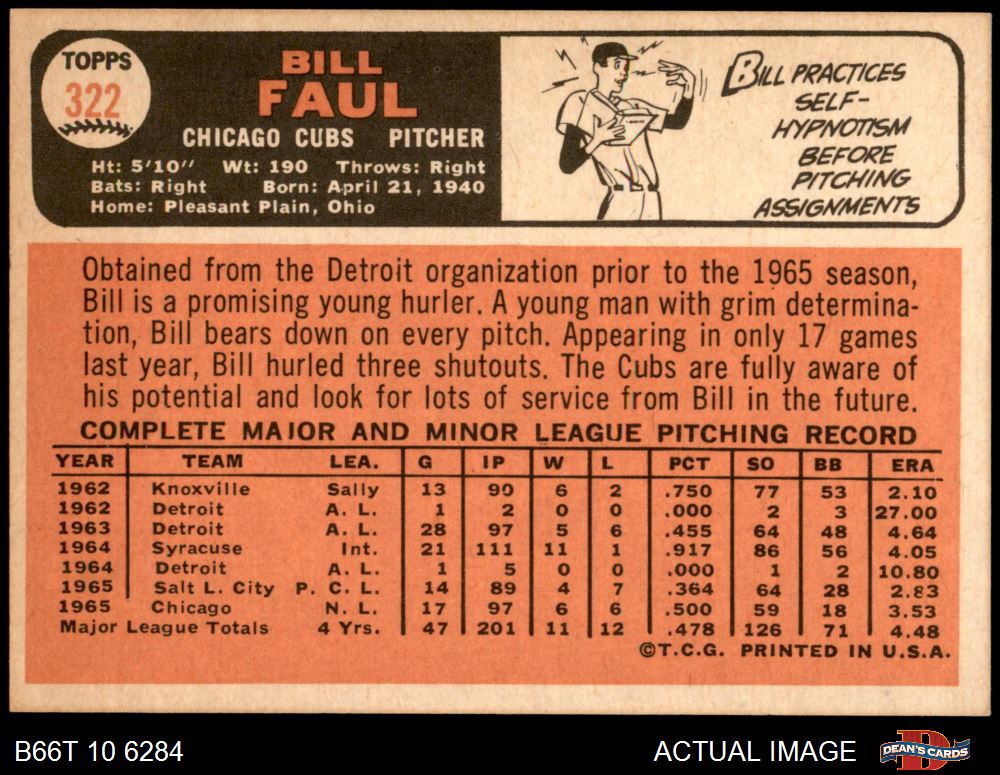 TOPPS
322
BILL
FAUL
CHICAGO CUBS PITCHER
Ht: 5'10" Wt: 190 Throws: Right
Bats: Right Born: April 21, 1940
Home: Pleasant Plain, Ohio
BILL PRACTICES
SELF-
HYPNOTISM
BEFORE
PITCHING
ASSIGNMENTS
Obtained from the Detroit organization prior to the 1965 season,
Bill is a promising young hurler. A young man with grim determina-
tion, Bill bears down on every pitch. Appearing in only 17 games
last year, Bill hurled three shutouts. The Cubs are fully aware of
his potential and look for lots of service from Bill in the future.
COMPLETE MAJOR AND MINOR LEAGUE PITCHING RECORD
YEAR TEAM LEA. G IP W L PCT SO BB ERA
1962 Knoxville Sally 13 90 6 2 .750 77 53 2.10
1962 Detroit A. L. 1 2 0 0 .000 2 3 27.00
1963 Detroit A. L. 28 97 5 6 .455 64 48 4.64
1964 Syracuse Int. 21 111 11 1 .917 86 56 4.05
1964 Detroit A. L. 1 5 0 0 .000 1 2 10.80
1965 Salt L. City P. C. L. 14 89 4 7 .364 64 28 2.83
1965 Chicago N. L. 17 97 6 6 .500 59 18 3.53
Major League Totals 4 Yrs. 47 201 11 12 .478 126 71 4.48
©T.C.G. PRINTED IN U.S.A.
B66T 10 6284
ACTUAL IMAGE
DEAN'S CARDS